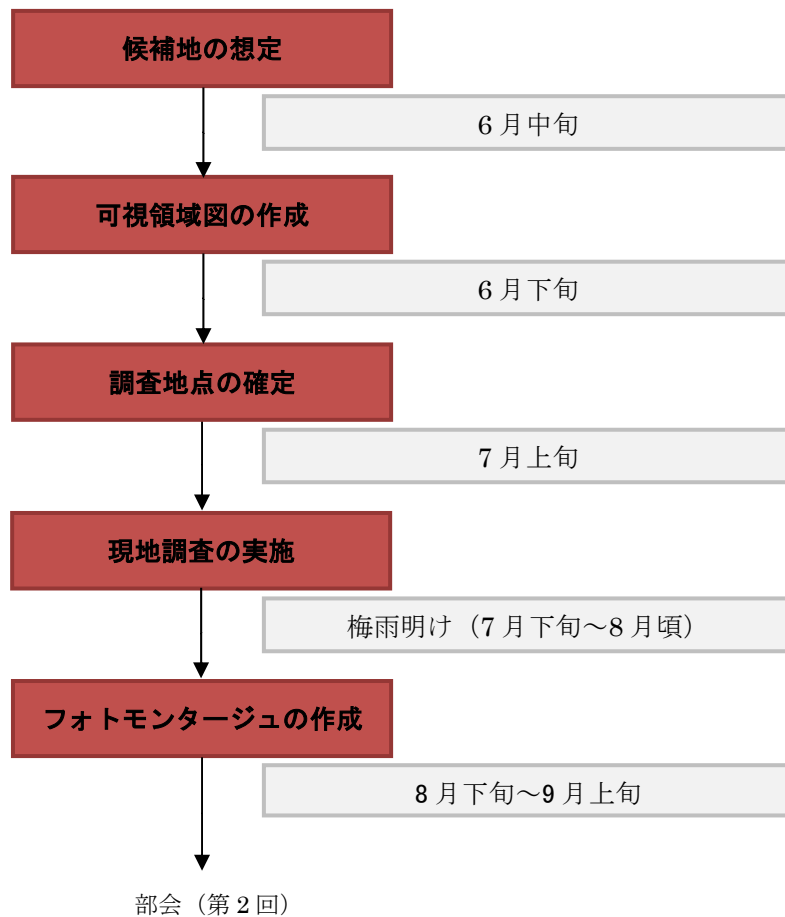 候補地の想定
6月中旬
可視領域図の作成
6月下旬
調査地点の確定
7月上旬
現地調査の実施
梅雨明け（7月下旬～8月頃）
フォトモンタージュの作成
8月下旬～9月上旬
部会（第2回）